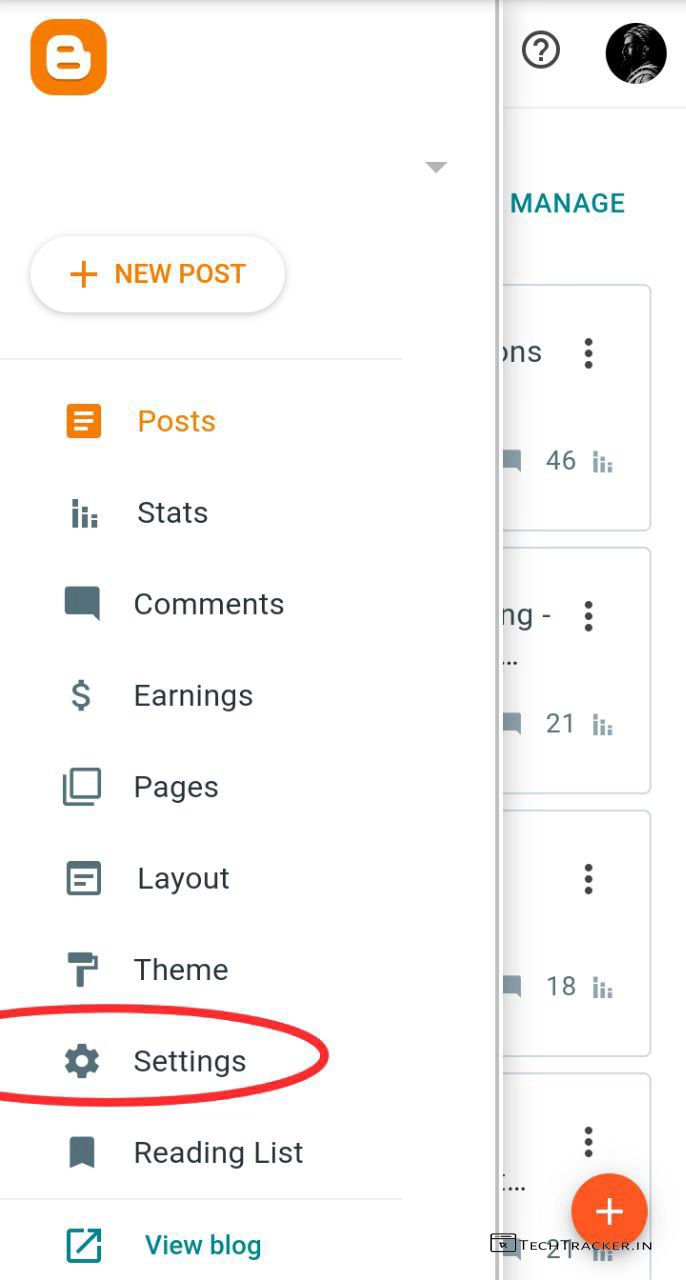 MANAGE
NEW POST
Posts
ons
46
Stats
ng -
...
Comments
21
Earnings
Pages
Layout
18
Theme
Settings
Reading List
...
View blog
21
TECHTRACKER.IN